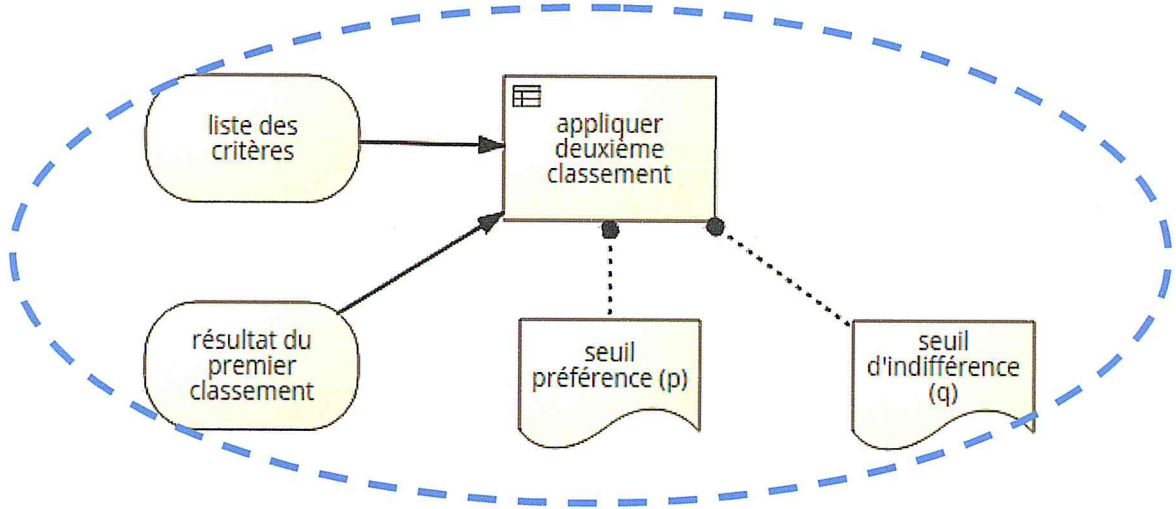 liste des
critères
appliquer
deuxième
classement
résultat du
premier
classement
seuil
préférence (p)
seuil
d'indifférence
(q)